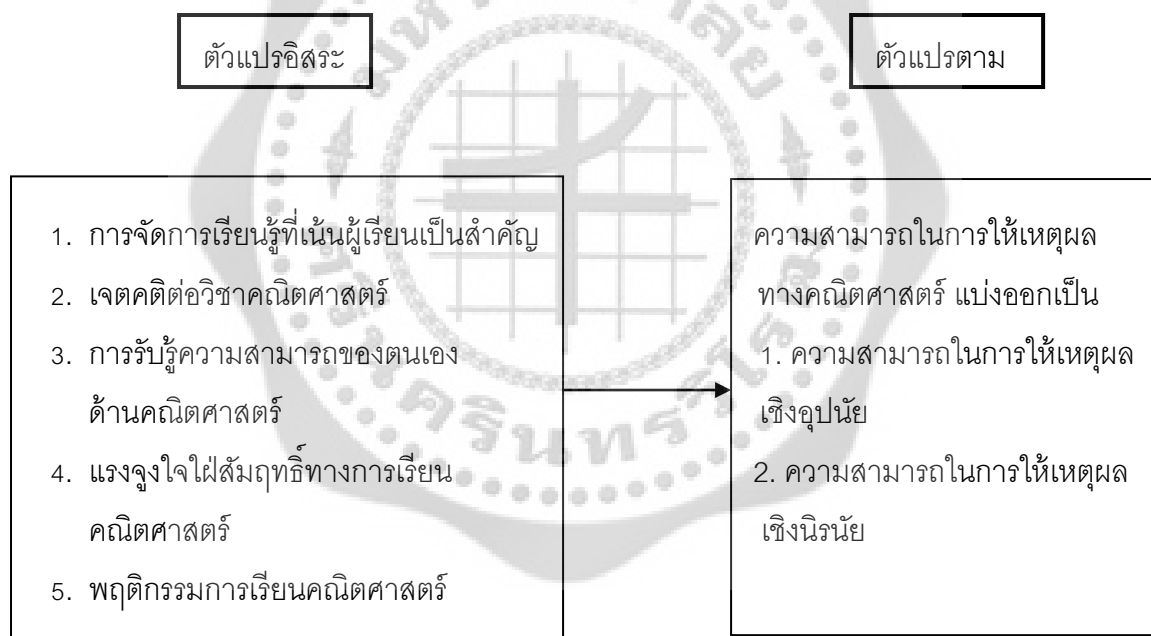 ตัวแปรอิสระ
ตัวแปรตาม
1. การจัดการเรียนรู้ที่เน้นผู้เรียนเป็นสำคัญ
2. เจตคติต่อวิชาคณิตศาสตร์
3. การรับรู้ความสามารถของตนเอง
ด้านคณิตศาสตร์
4. แรงจูงใจใฝ่สัมฤทธิ์ทางการเรียน
คณิตศาสตร์
5. พฤติกรรมการเรียนคณิตศาสตร์
ความสามารถในการให้เหตุผล
ทางคณิตศาสตร์ แบ่งออกเป็น
1. ความสามารถในการให้เหตุผล
เชิงอุปนัย
2. ความสามารถในการให้เหตุผล
เชิงนิรนัย